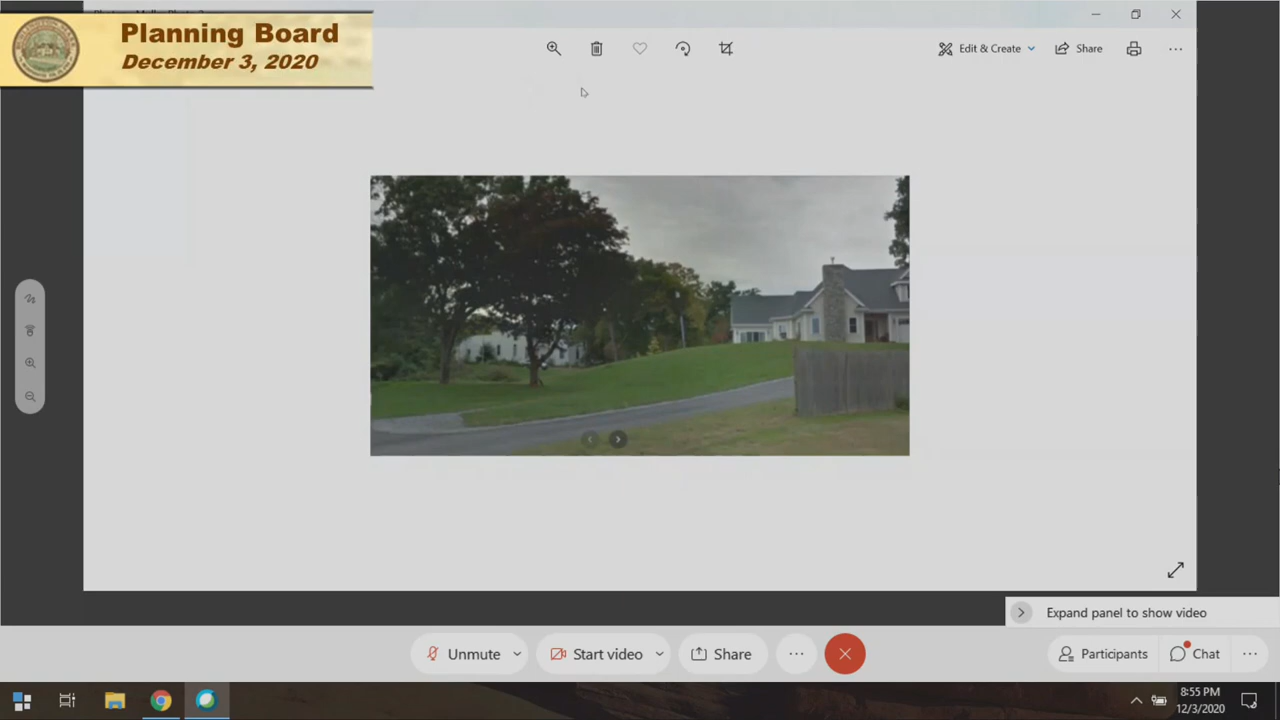 Planning Board
December 3, 2020
Edit & Create
Share
Expand panel to show video
Unmute
Start video
Share
Participants
Chat
8:55 PM
12/3/2020